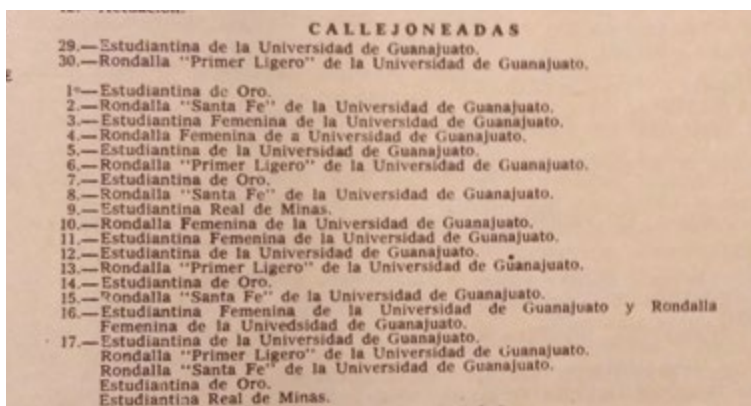 CALLEJONEADAS
29.—Estudiantina de la Universidad de Guanajuato.
30.—Rondalla "Primer Ligero" de la Universidad de Guanajuato.
E
1º—Estudiantina de Oro.
2.—Rondalla "Santa Fe" de la Universidad de Guanajuato.
3.—Estudiantina Femenina de la Universidad de Guanajuato.
4.—Rondalla Femenina de a Universidad de Guanajuato.
5.—Estudiantina de la Universidad de Guanajuato.
6.—Rondalla "Primer Ligero" de la Universidad de Guanajuato.
7.—Estudiantina de Oro.
8.—Rondalla "Santa Fe" de la Universidad de Guanajuato.
9.—Estudiantina Real de Minas.
10.—Rondalla Femenina de la Universidad de Guanajuato.
11.—Estudiantina Femenina de la Universidad de Guanajuato.
12.—Estudiantina de la Universidad de Guanajuato.
13.—Rondalla "Primer Ligero" de la Universidad de Guanajuato.
14.—Estudiantina de Oro.
15.—Rondalla "Santa Fe" de la Universidad de Guanajuato.
16.—Estudiantina Femenina de la Universidad de Guanajuato y Rondalla
Femenina de la Univedsidad de Guanajuato.
17.—Estudiantina de la Universidad de Guanajuato.
Rondalla "Primer Ligero" de la Universidad de Guanajuato.
Rondalla "Santa Fe" de la Universidad de Guanajuato.
Estudiantina de Oro.
Estudiantina Real de Minas.